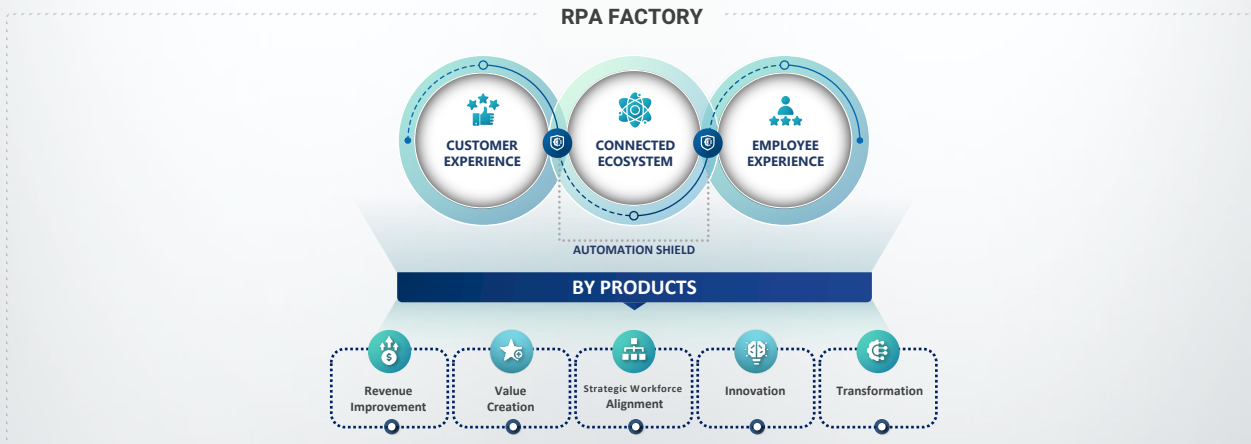 RPA FACTORY
CUSTOMER
EXPERIENCE
CONNECTED
ECOSYSTEM
EMPLOYEE
EXPERIENCE
AUTOMATION SHIELD
BY PRODUCTS
$
Revenue
Improvement
Value
Creation
Strategic Workforce
Alignment
Innovation
Transformation